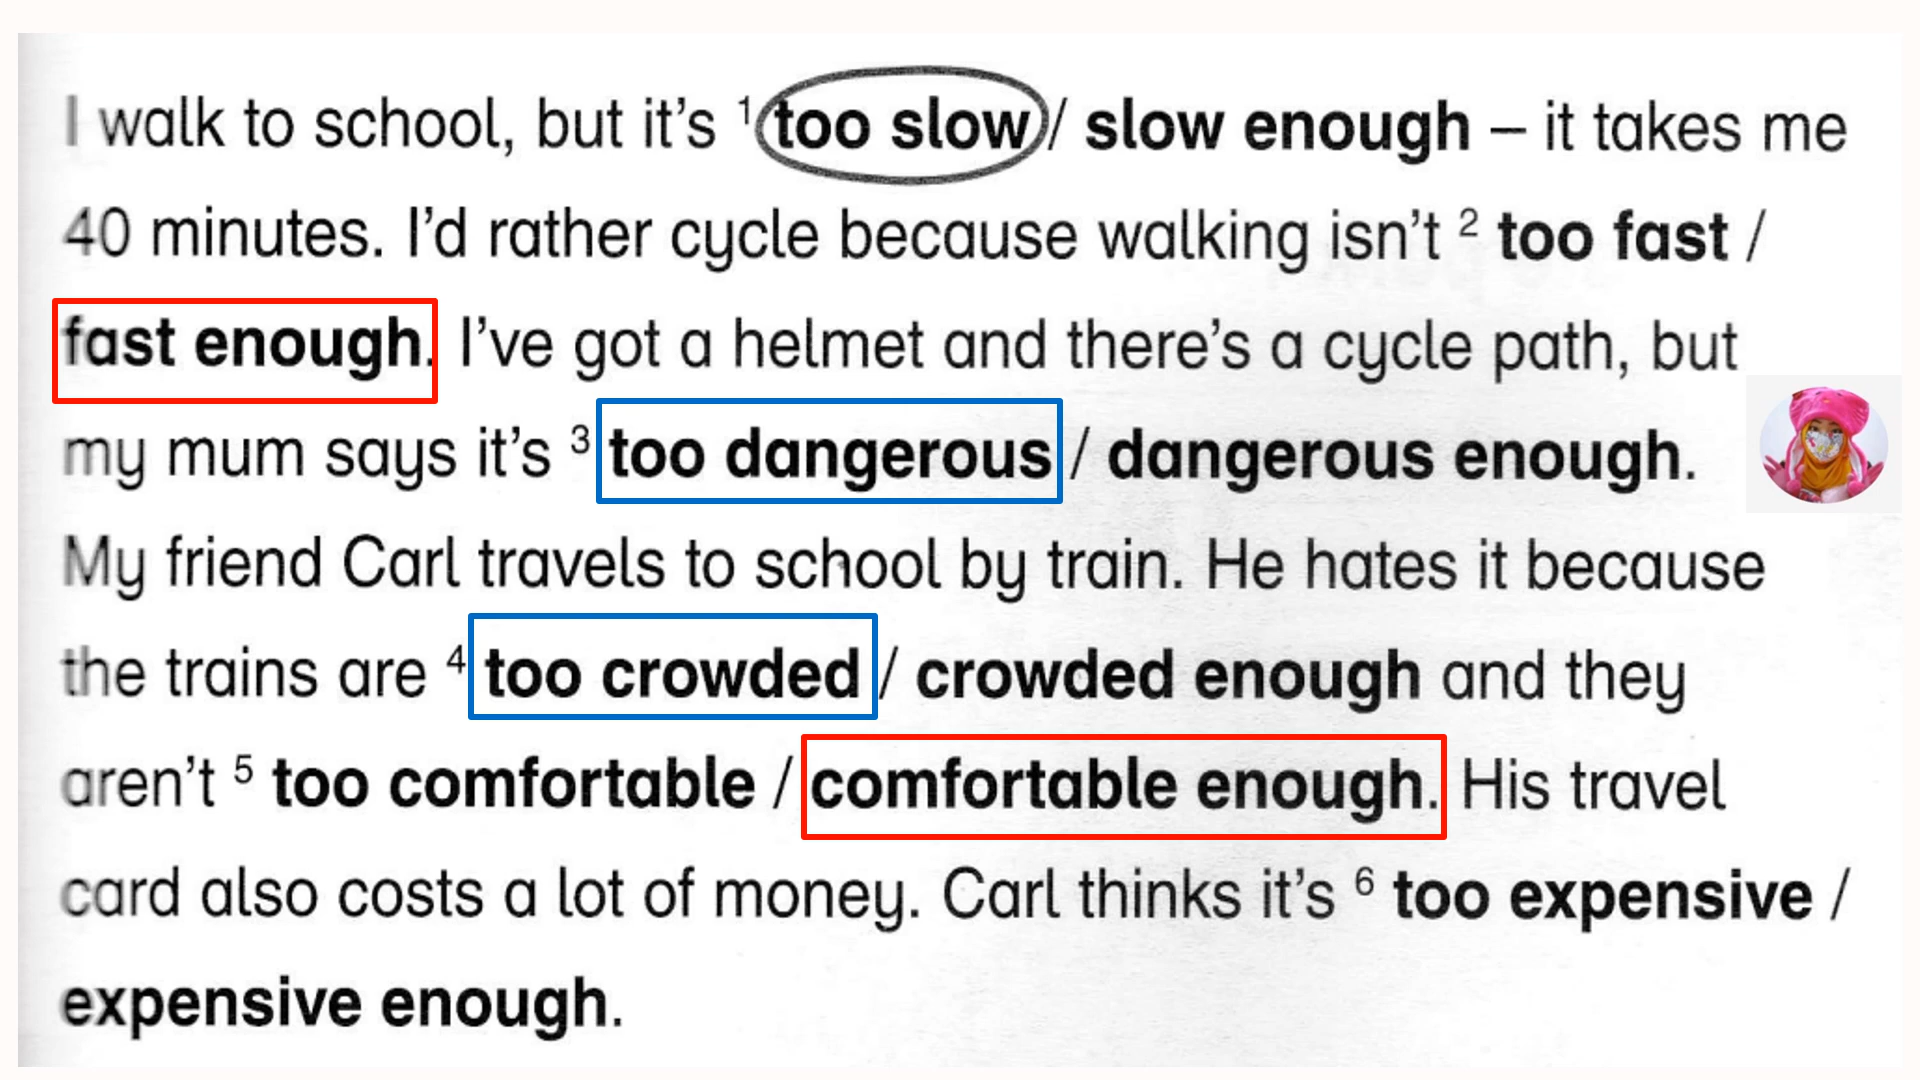 I walk to school, but it's 1 too slow / slow enough – it takes me
40 minutes. I'd rather cycle because walking isn't 2 too fast /
fast enough. I've got a helmet and there's a cycle path, but
my mum says it's 3 too dangerous / dangerous enough.
My friend Carl travels to school by train. He hates it because
the trains are 4 too crowded / crowded enough and they
aren't 5 too comfortable / comfortable enough. His travel
card also costs a lot of money. Carl thinks it's 6 too expensive /
expensive enough.